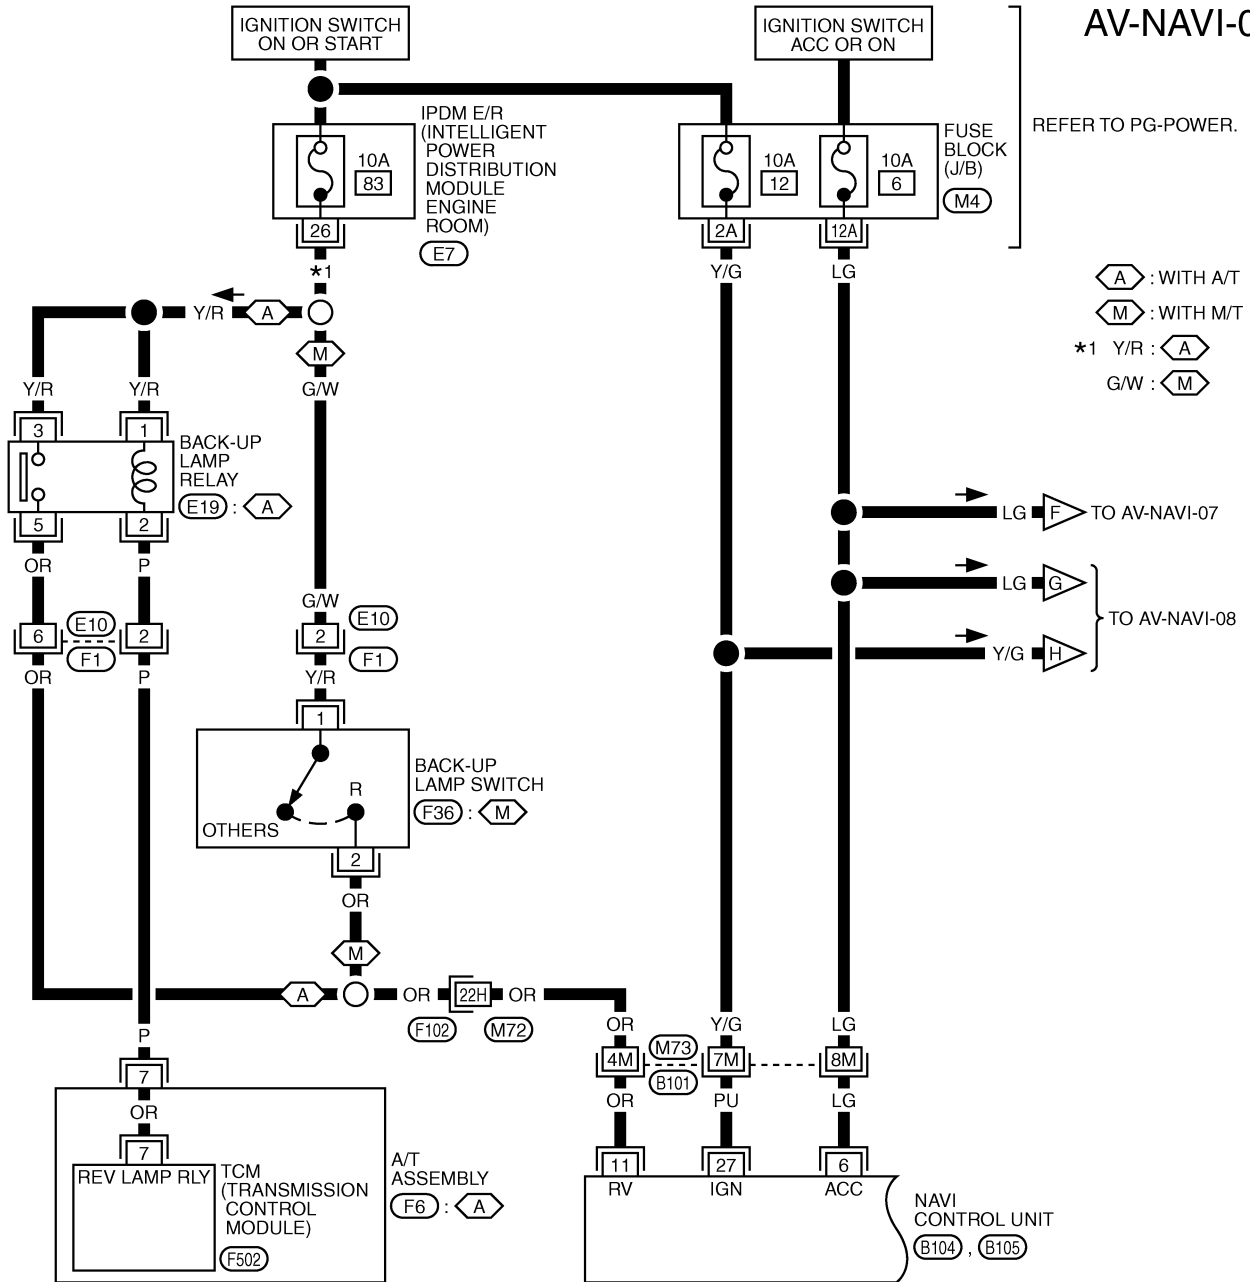 AV-NAVI-0
IGNITION SWITCH
ON OR START
IGNITION SWITCH
ACC OR ON
REFER TO PG-POWER.
IPDM E/R
(INTELLIGENT
POWER
DISTRIBUTION
MODULE
ENGINE
ROOM)
E7
10A
83
26
10A
12
10A
6
FUSE
BLOCK
(J/B)
M4
2A
12A
*1
Y/G
LG
A : WITH A/T
M : WITH M/T
*1 Y/R : A
G/W : M
Y/R
A
M
G/W
Y/R
Y/R
3
1
BACK-UP
LAMP
RELAY
E19 : A
5
2
OR
P
LG
F
TO AV-NAVI-07
LG
G
TO AV-NAVI-08
Y/G
H
G/W
6
E10
2
F1
2
E10
F1
OR
P
Y/R
1
BACK-UP
LAMP SWITCH
F36 : M
R
OTHERS
2
OR
M
A
OR
22H
OR
F102
M72
P
OR
Y/G
LG
4M
M73
7M
8M
B101
7
OR
OR
PU
LG
7
REV LAMP RLY
TCM
(TRANSMISSION
CONTROL
MODULE)
F502
A/T
ASSEMBLY
F6 : A
11
27
6
RV
IGN
ACC
NAVI
CONTROL UNIT
B104 , B105